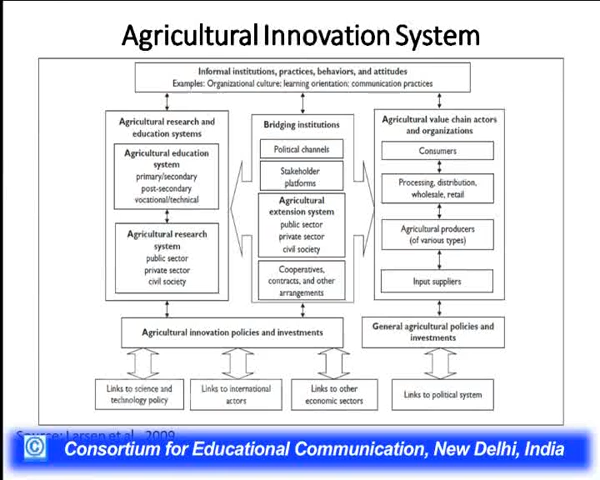 Agricultural Innovation System
Informal institutions, practices, behaviors, and attitudes
Examples: Organizational culture; learning orientation: communication practices
Agricultural research and
education systems
Agricultural education
system
primary/secondary
post-secondary
vocational/technical
Agricultural research
system
public sector
private sector
civil society
Bridging institutions
Political channels
Stakeholder
platforms
Agricultural
extension system
public sector
private sector
civil society
Cooperatives,
contracts, and other
arrangements
Agricultural value chain actors
and organizations
Consumers
Processing, distribution,
wholesale, retail
Agricultural producers
(of various types)
Input suppliers
Agricultural innovation policies and investments
General agricultural policies and
investments
Links to science and
technology policy
Links to international
actors
Links to other
economic sectors
Links to political system
Source: Larsen et al., 2009
© Consortium for Educational Communication, New Delhi, India